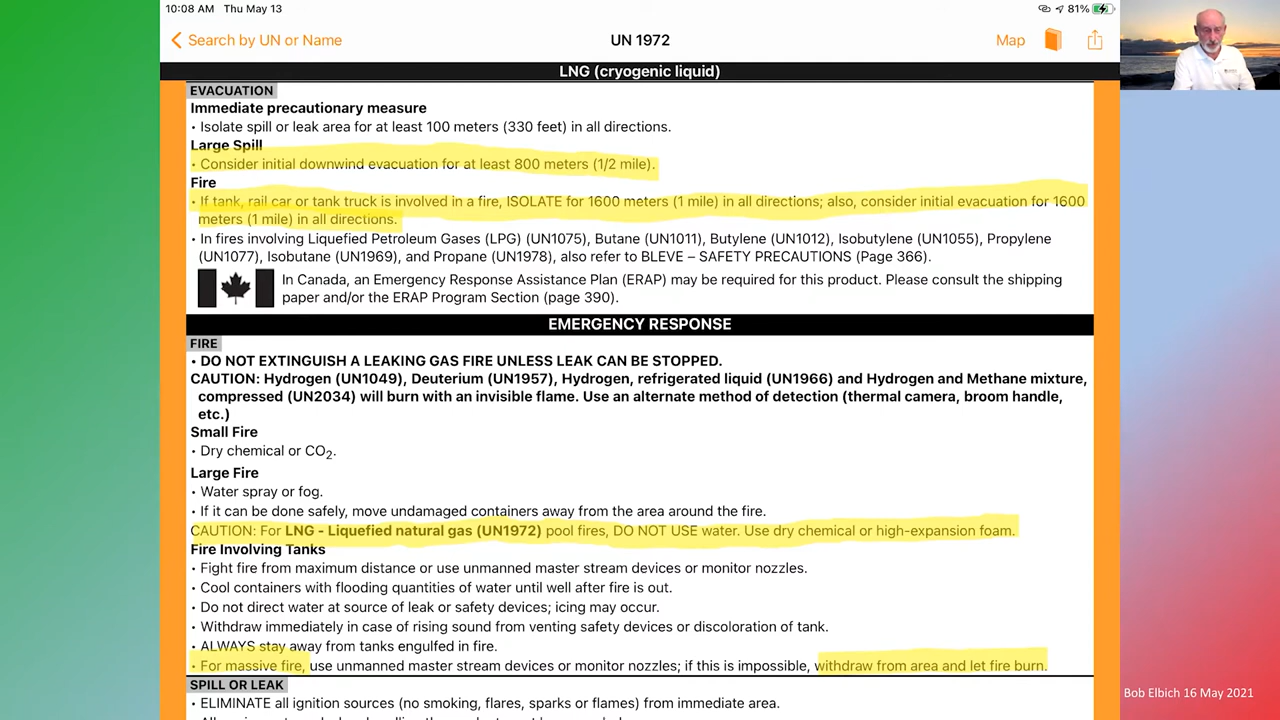 10:08 AM Thu May 13
81%
Search by UN or Name
UN 1972
Map
LNG (cryogenic liquid)
EVACUATION
Immediate precautionary measure
• Isolate spill or leak area for at least 100 meters (330 feet) in all directions.
Large Spill
• Consider initial downwind evacuation for at least 800 meters (1/2 mile).
Fire
• If tank, rail car or tank truck is involved in a fire, ISOLATE for 1600 meters (1 mile) in all directions; also, consider initial evacuation for 1600
meters (1 mile) in all directions.
• In fires involving Liquefied Petroleum Gases (LPG) (UN1075), Butane (UN1011), Butylene (UN1012), Isobutylene (UN1055), Propylene
(UN1077), Isobutane (UN1969), and Propane (UN1978), also refer to BLEVE – SAFETY PRECAUTIONS (Page 366).
In Canada, an Emergency Response Assistance Plan (ERAP) may be required for this product. Please consult the shipping
paper and/or the ERAP Program Section (page 390).
EMERGENCY RESPONSE
FIRE
• DO NOT EXTINGUISH A LEAKING GAS FIRE UNLESS LEAK CAN BE STOPPED.
CAUTION: Hydrogen (UN1049), Deuterium (UN1957), Hydrogen, refrigerated liquid (UN1966) and Hydrogen and Methane mixture,
compressed (UN2034) will burn with an invisible flame. Use an alternate method of detection (thermal camera, broom handle,
etc.)
Small Fire
• Dry chemical or CO2.
Large Fire
• Water spray or fog.
• If it can be done safely, move undamaged containers away from the area around the fire.
CAUTION: For LNG - Liquefied natural gas (UN1972) pool fires, DO NOT USE water. Use dry chemical or high-expansion foam.
Fire Involving Tanks
• Fight fire from maximum distance or use unmanned master stream devices or monitor nozzles.
• Cool containers with flooding quantities of water until well after fire is out.
• Do not direct water at source of leak or safety devices; icing may occur.
• Withdraw immediately in case of rising sound from venting safety devices or discoloration of tank.
• ALWAYS stay away from tanks engulfed in fire.
• For massive fire, use unmanned master stream devices or monitor nozzles; if this is impossible, withdraw from area and let fire burn.
SPILL OR LEAK
• ELIMINATE all ignition sources (no smoking, flares, sparks or flames) from immediate area.
Bob Elbich 16 May 2021